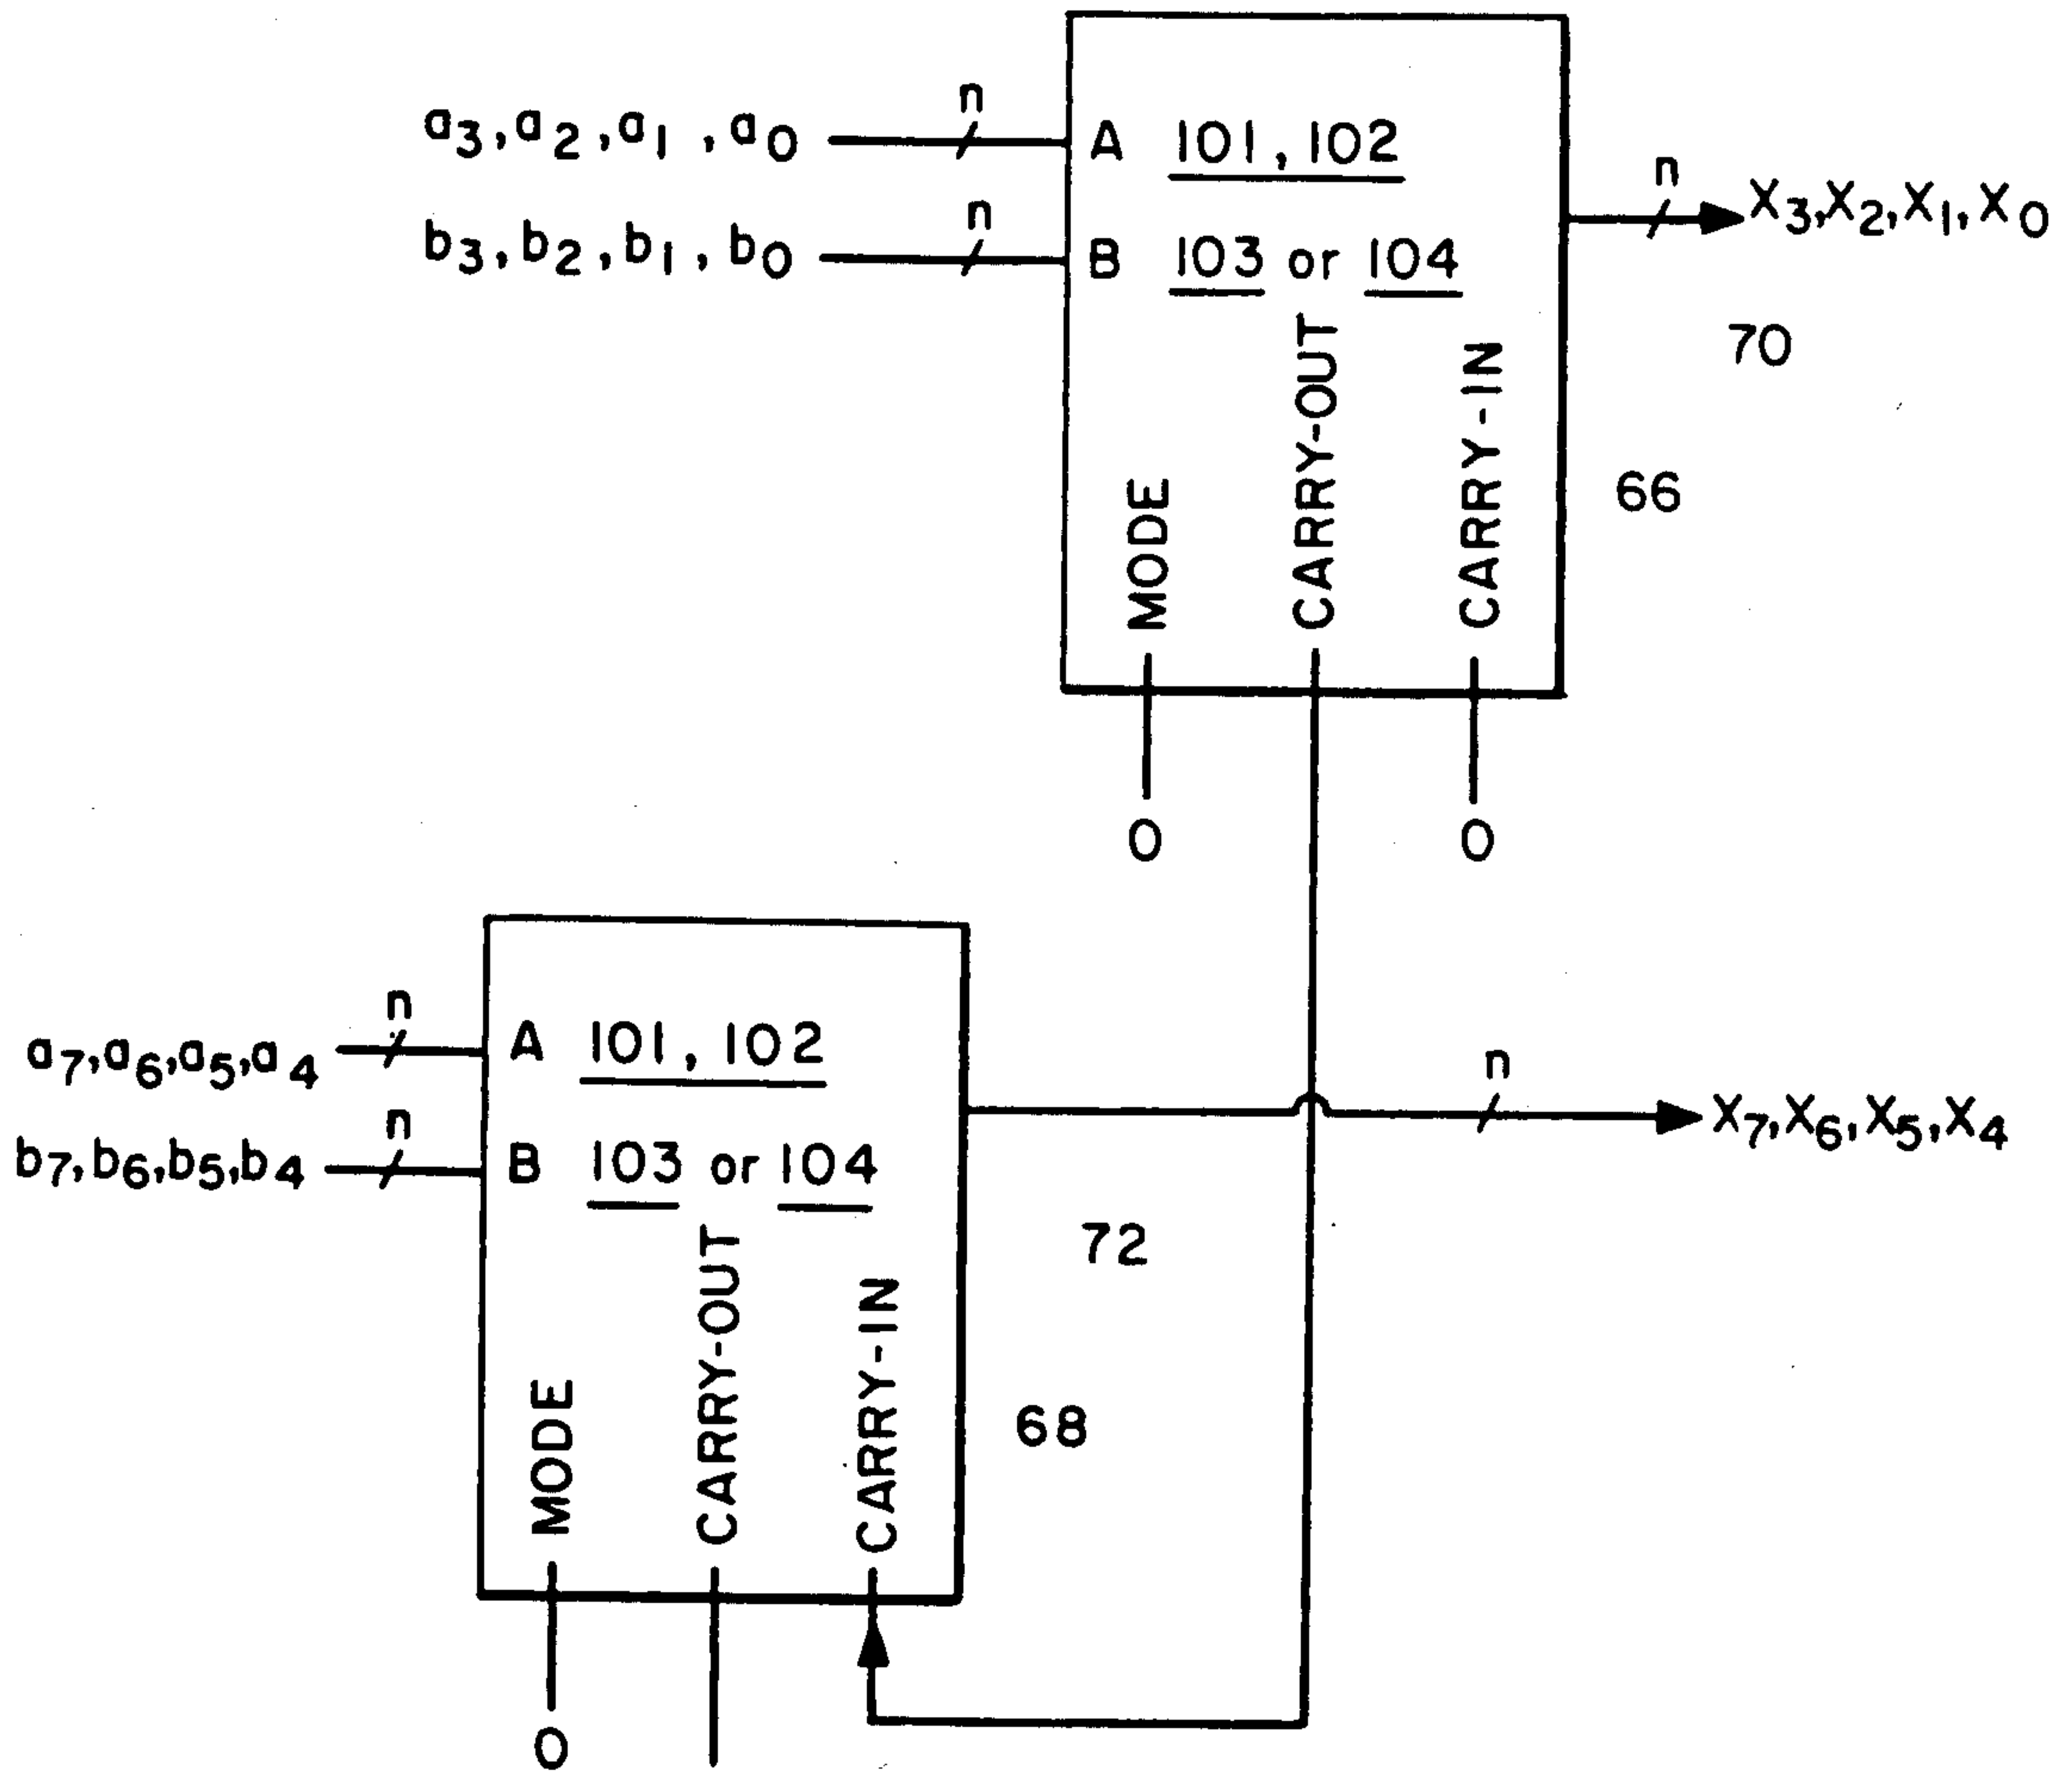 n
a3,a2,a1,a0
A 101,102
n
X3,X2,X1,X0
n
b3,b2,b1,b0
B 103 or 104
70
MODE
CARRY-OUT
CARRY-IN
66
0
0
n
a7,a6,a5,a4
A 101, 102
n
X7,X6,X5,X4
n
b7,b6,b5,b4
B 103 or 104
72
MODE
CARRY-OUT
CARRY-IN
68
0